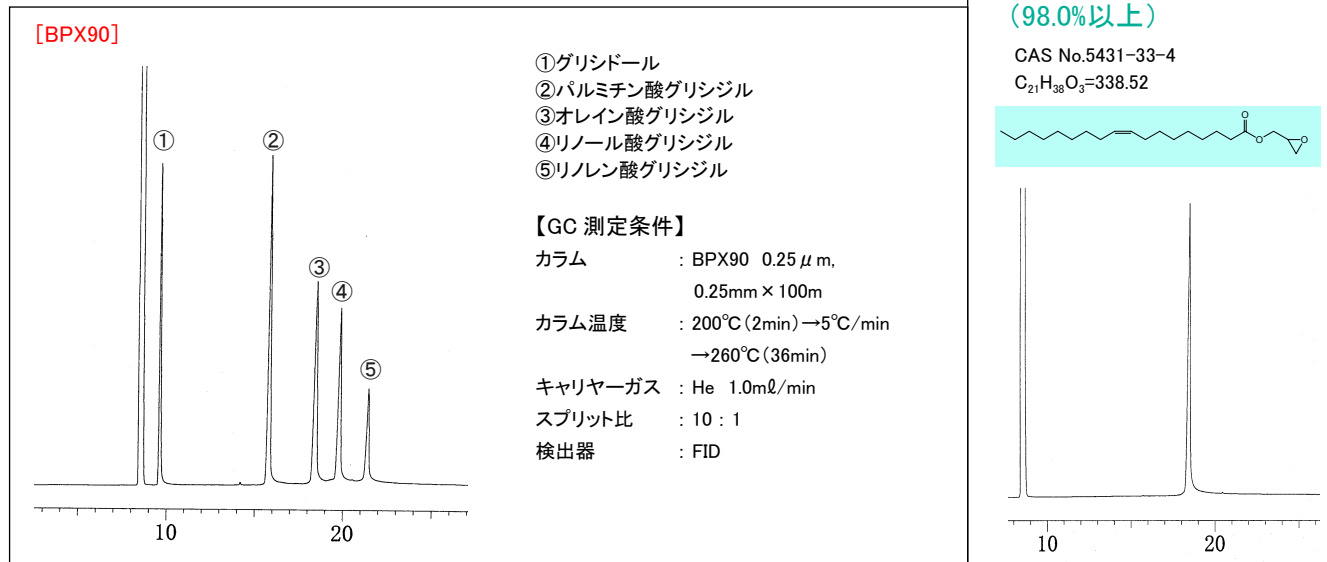 [BPX90]
①
②
③
④
⑤
10
20
①グリシドール
②パルミチン酸グリシジル
③オレイン酸グリシジル
④リノール酸グリシジル
⑤リノレン酸グリシジル
【GC 測定条件】
カラム : BPX90 0.25μm,
0.25mm×100m
カラム温度 : 200℃(2min)→5℃/min
→260℃(36min)
キャリヤーガス : He 1.0mℓ/min
スプリット比 : 10:1
検出器 : FID
(98.0%以上)
CAS No.5431-33-4
C₂₁H₃₈O₃=338.52
O
O
O
10
20